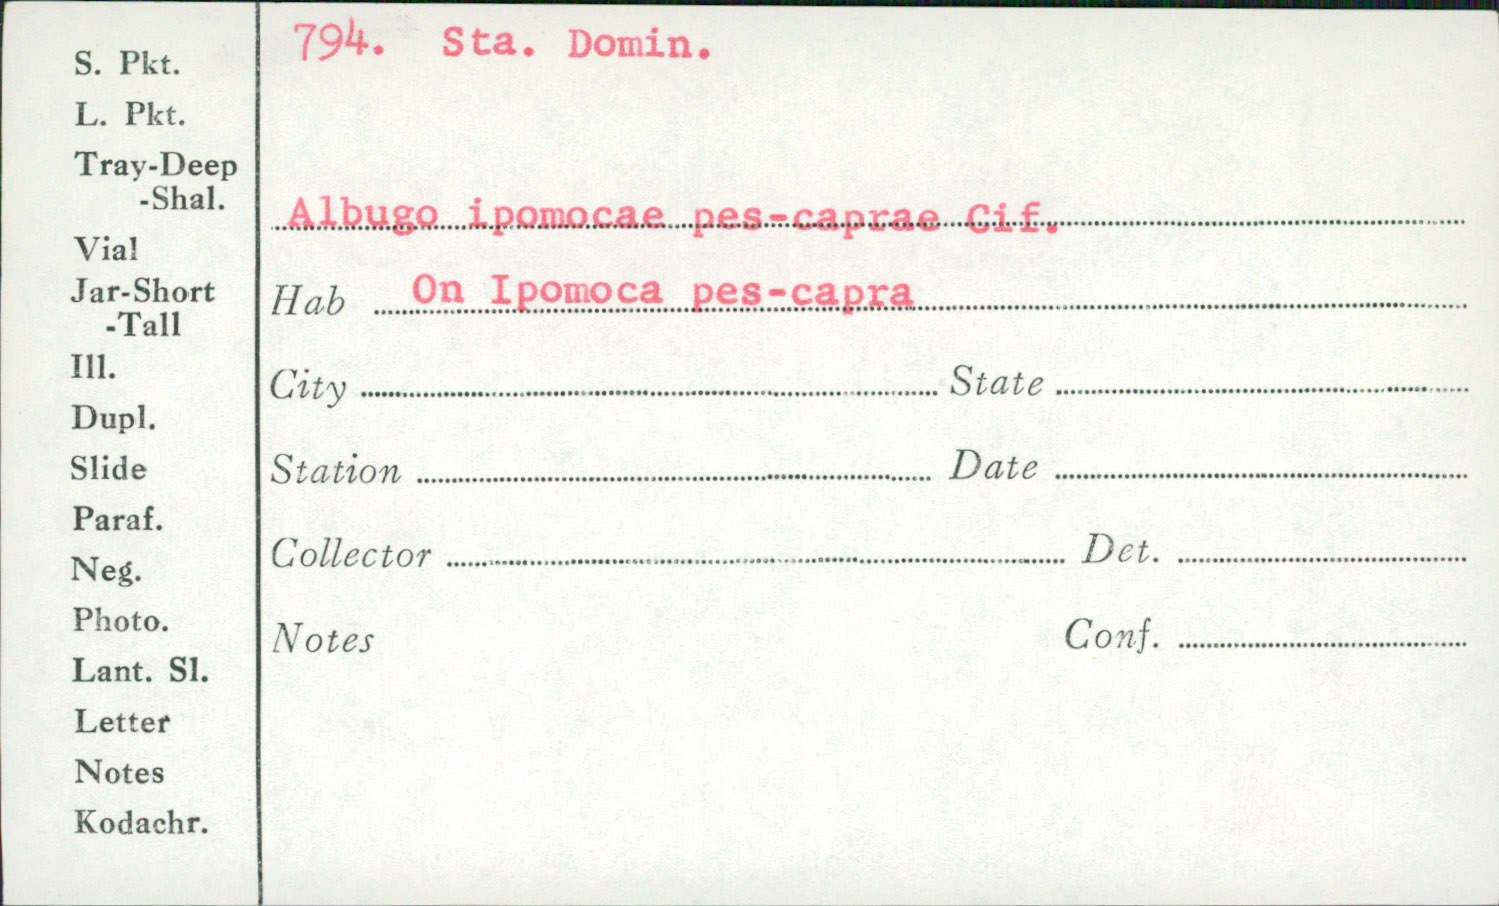 794. Sta. Domin.
S. Pkt.
L. Pkt.
Tray-Deep
-Shal.
Vial
Jar-Short
-Tall
Ill.
Dupl.
Slide
Paraf.
Neg.
Photo.
Lant. Sl.
Letter
Notes
Kodachr.
Albugo ipomocae pes-caprae Cif.
Hab On Ipomoca pes-capra
City State
Station Date
Collector Det.
Notes Conf.